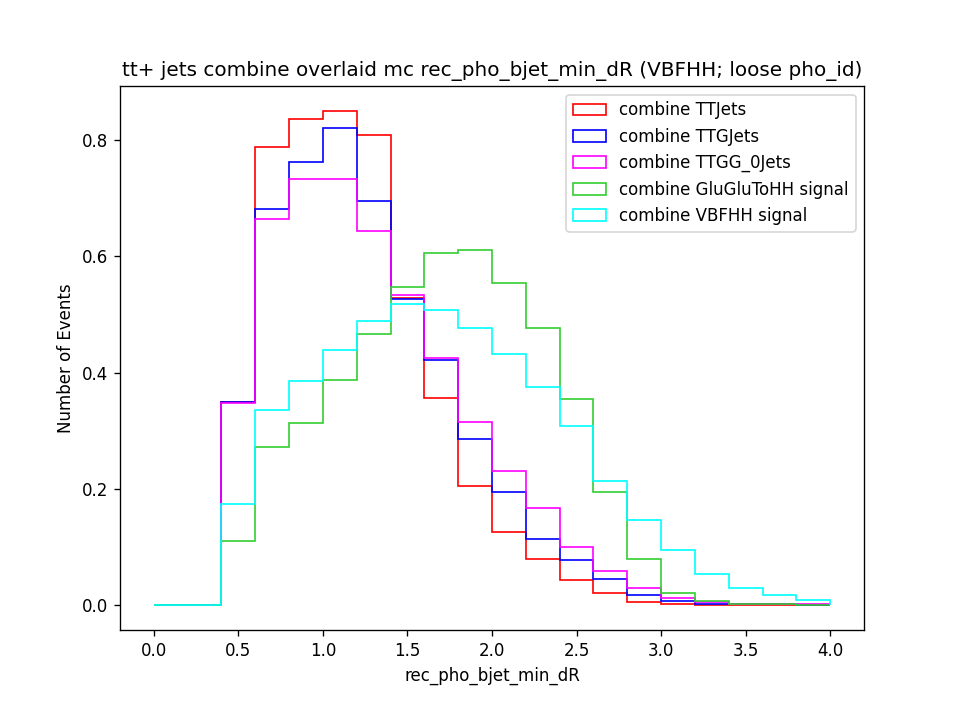 tt+ jets combine overlaid mc rec_pho_bjet_min_dR (VBFHH; loose pho_id)
combine TTJets
combine TTGJets
combine TTGG_0Jets
combine GluGluToHH signal
combine VBFHH signal
Number of Events
0.8
0.6
0.4
0.2
0.0
0.0 0.5 1.0 1.5 2.0 2.5 3.0 3.5 4.0
rec_pho_bjet_min_dR